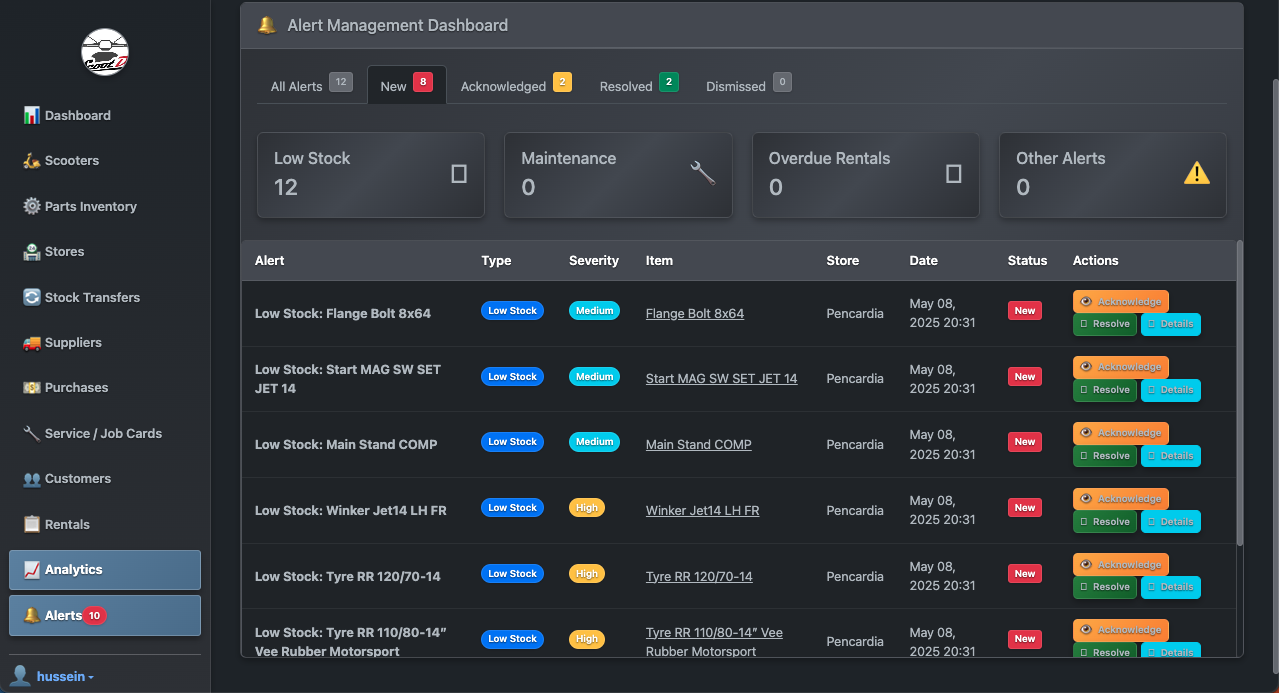 Scoot D
Dashboard
Scooters
Parts Inventory
Stores
Stock Transfers
Suppliers
Purchases
Service / Job Cards
Customers
Rentals
Analytics
Alerts 10
hussein
Alert Management Dashboard
All Alerts 12
New 8
Acknowledged 2
Resolved 2
Dismissed 0
Low Stock
12
Maintenance
0
Overdue Rentals
0
Other Alerts
0
Alert Type Severity Item Store Date Status Actions
Low Stock: Flange Bolt 8x64 Low Stock Medium Flange Bolt 8x64 Pencardia May 08, New Acknowledge
2025 20:31 Resolve Details
Low Stock: Start MAG SW SET Low Stock Medium Start MAG SW SET JET 14 Pencardia May 08, New Acknowledge
JET 14 2025 20:31 Resolve Details
Low Stock: Main Stand COMP Low Stock Medium Main Stand COMP Pencardia May 08, New Acknowledge
2025 20:31 Resolve Details
Low Stock: Winker Jet14 LH FR Low Stock High Winker Jet14 LH FR Pencardia May 08, New Acknowledge
2025 20:31 Resolve Details
Low Stock: Tyre RR 120/70-14 Low Stock High Tyre RR 120/70-14 Pencardia May 08, New Acknowledge
2025 20:31 Resolve Details
Low Stock: Tyre RR 110/80-14” Low Stock High Tyre RR 110/80-14” Vee Pencardia May 08, New Acknowledge
Vee Rubber Motorsport Rubber Motorsport 2025 20:31 Resolve Details